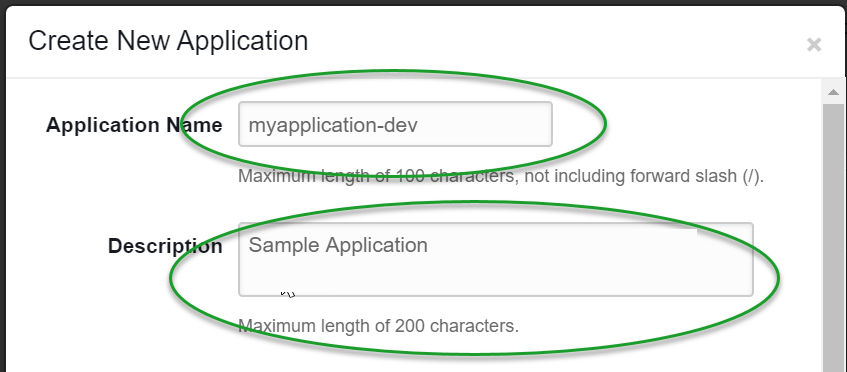 Create New Application
×
Application Name myapplication-dev
Maximum length of 100 characters, not including forward slash (/).
Description Sample Application
Maximum length of 200 characters.